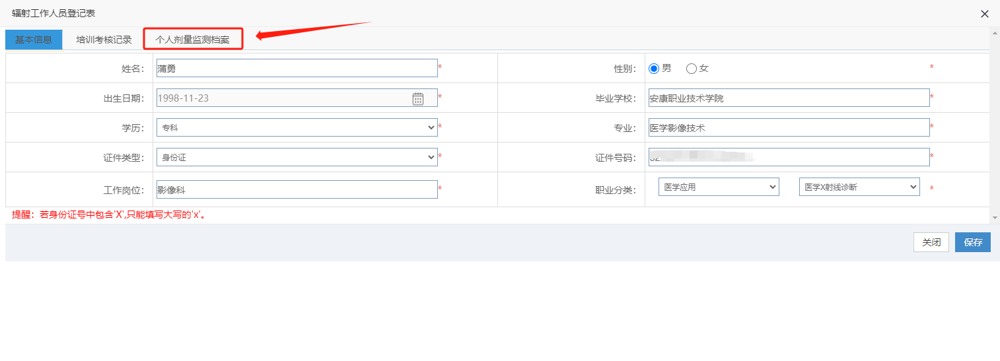 辐射工作人员登记表
基本信息 培训考核记录 个人剂量监测档案
姓名： 蒲勇 * 性别： 男 女 *
出生日期： 1998-11-23 * 毕业学校： 安康职业技术学院 *
学历： 专科 * 专业： 医学影像技术 *
证件类型： 身份证 * 证件号码： *
工作岗位： 影像科 * 职业分类： 医学应用 医学X射线诊断 *
提醒：若身份证号中包含'X',只能填写大写的'x'。
关闭 保存